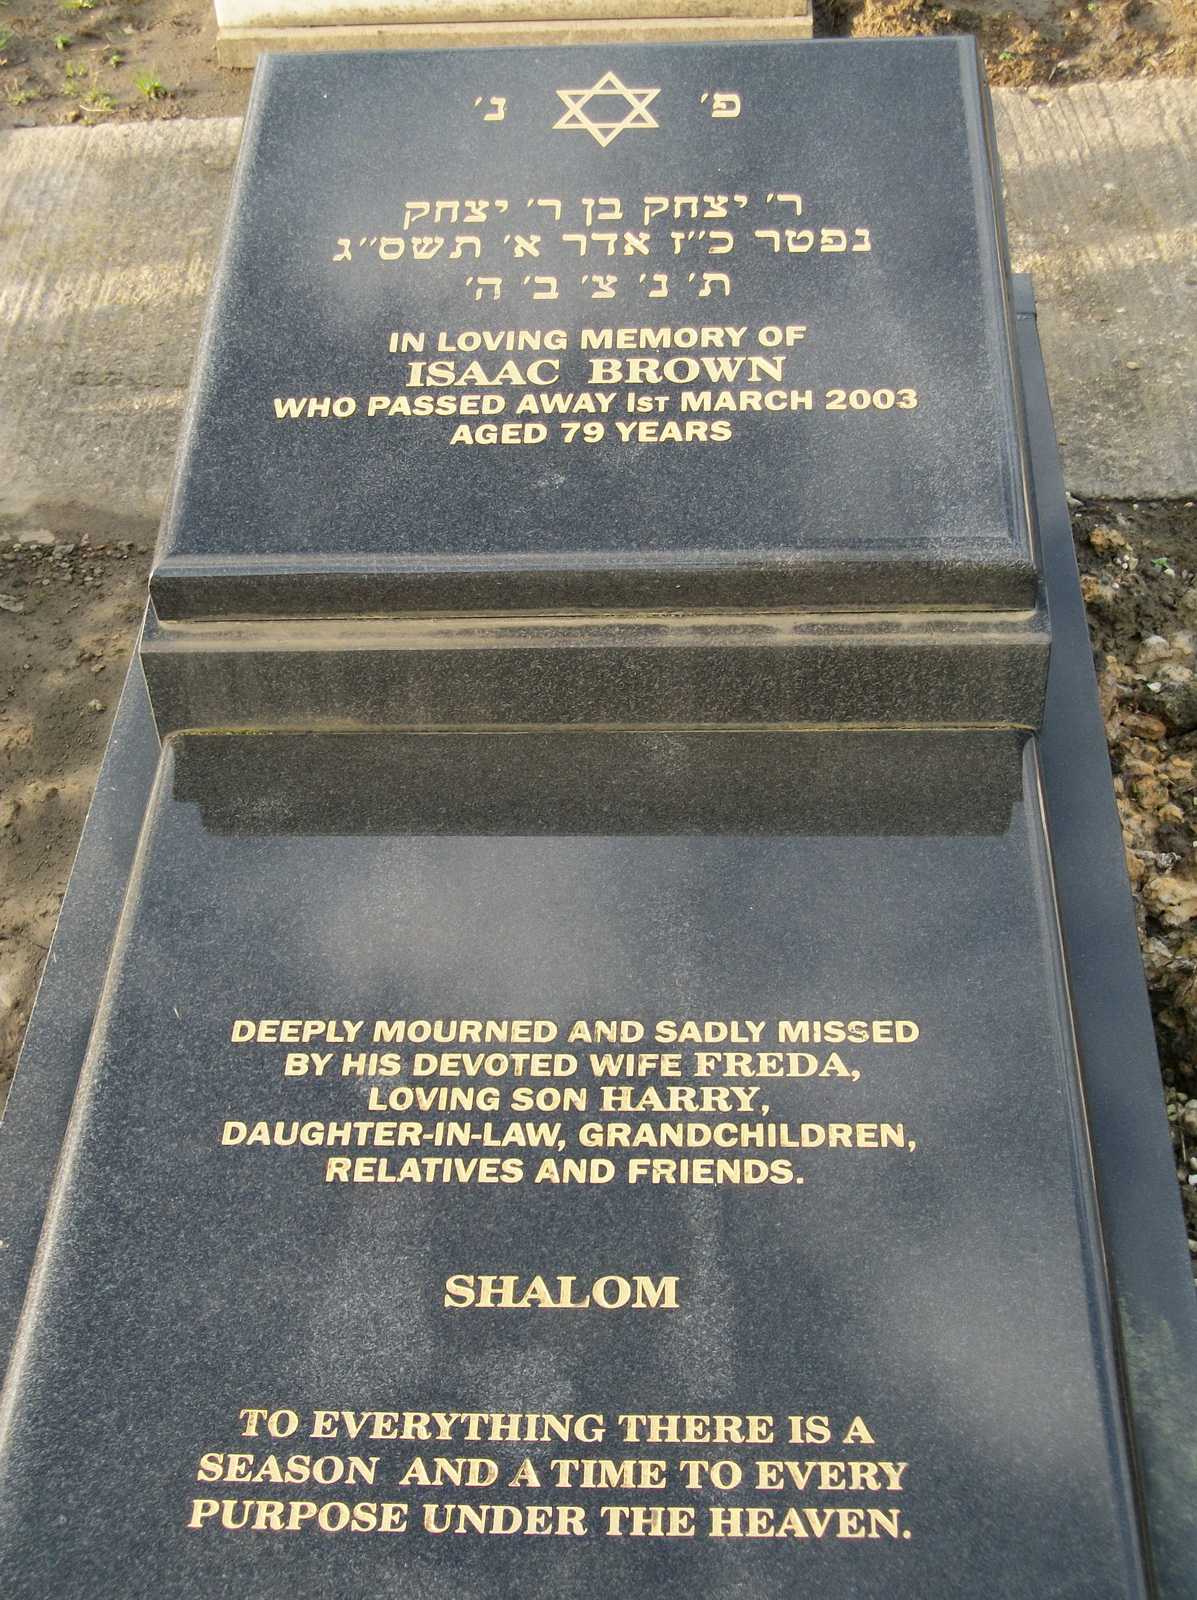 פ׳ נ׳
ר׳ יצחק בן ר׳ יצחק
נפטר כ״ז אדר א׳ תשס״ג
ת׳ נ׳ צ׳ ב׳ ה׳
IN LOVING MEMORY OF
ISAAC BROWN
WHO PASSED AWAY 1ST MARCH 2003
AGED 79 YEARS
DEEPLY MOURNED AND SADLY MISSED
BY HIS DEVOTED WIFE FREDA,
LOVING SON HARRY,
DAUGHTER-IN-LAW, GRANDCHILDREN,
RELATIVES AND FRIENDS.
SHALOM
TO EVERYTHING THERE IS A
SEASON AND A TIME TO EVERY
PURPOSE UNDER THE HEAVEN.